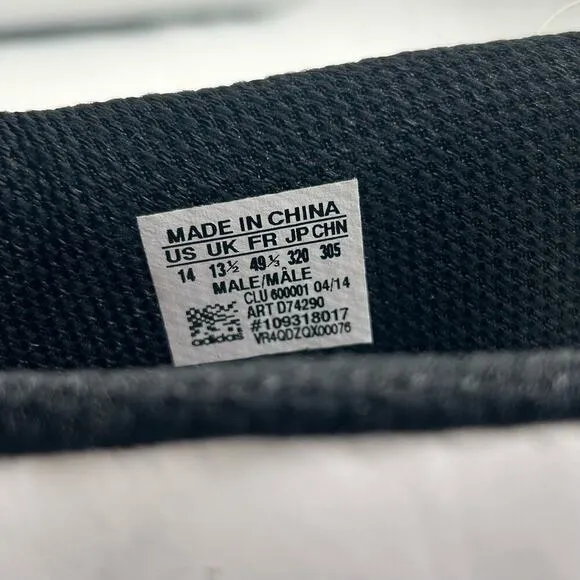 MADE IN CHINA
US UK FR JP CHN
14 13½ 49⅓ 320 305
MALE/MÂLE
CLU 600001 04/14
ART D74290
#109318017
adidas VR4QDZQX00076